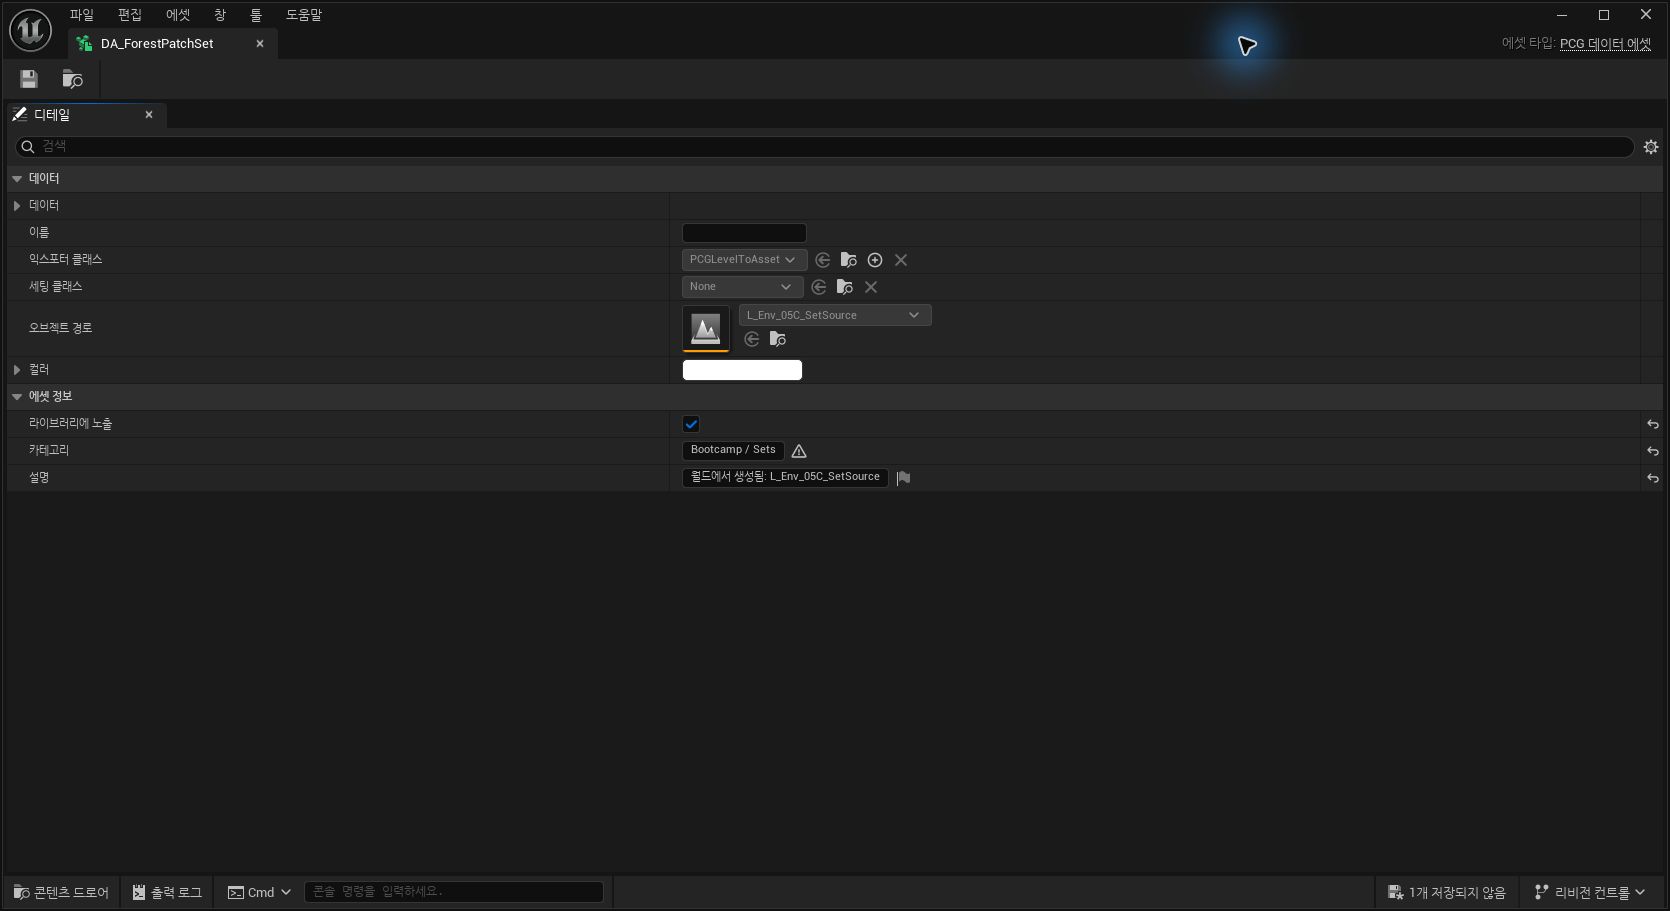 파일 편집 에셋 창 툴 도움말
DA_ForestPatchSet
에셋 타입: PCG 데이터 에셋
디테일
검색
데이터
데이터
이름
익스포터 클래스 PCGLevelToAsset
세팅 클래스 None
오브젝트 경로 L_Env_05C_SetSource
컬러
에셋 정보
라이브러리에 노출
카테고리 Bootcamp / Sets
설명 월드에서 생성됨: L_Env_05C_SetSource
콘텐츠 드로어 출력 로그 Cmd 콘솔 명령을 입력하세요. 1개 저장되지 않음 리비전 컨트롤